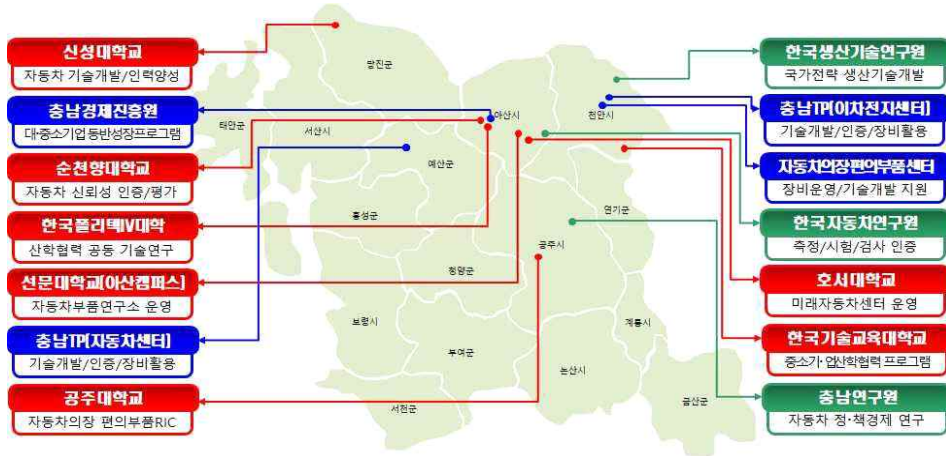 신성대학교
자동차 기술개발/인력양성
충남경제진흥원
대·중소기업 동반성장프로그램
순천향대학교
자동차 신뢰성 인증/평가
한국폴리텍IV대학
산학협력 공동 기술연구
선문대학교(아산캠퍼스)
자동차부품연구소 운영
충남TP(자동차센터)
기술개발/인증/장비활용
공주대학교
자동차의장 편의부품RIC
당진군
태안군
서산시
아산시
천안시
예산군
홍성군
연기군
공주시
청양군
보령시
계룡시
부여군
논산시
서천군
금산군
한국생산기술연구원
국가전략 생산기술개발
충남TP(이차전지센터)
기술개발/인증/장비활용
자동차의장편의부품센터
장비운영/기술개발 지원
한국자동차연구원
측정/시험/검사 인증
호서대학교
미래자동차센터 운영
한국기술교육대학교
중소기·업산학협력 프로그램
충남연구원
자동차 정·책경제 연구